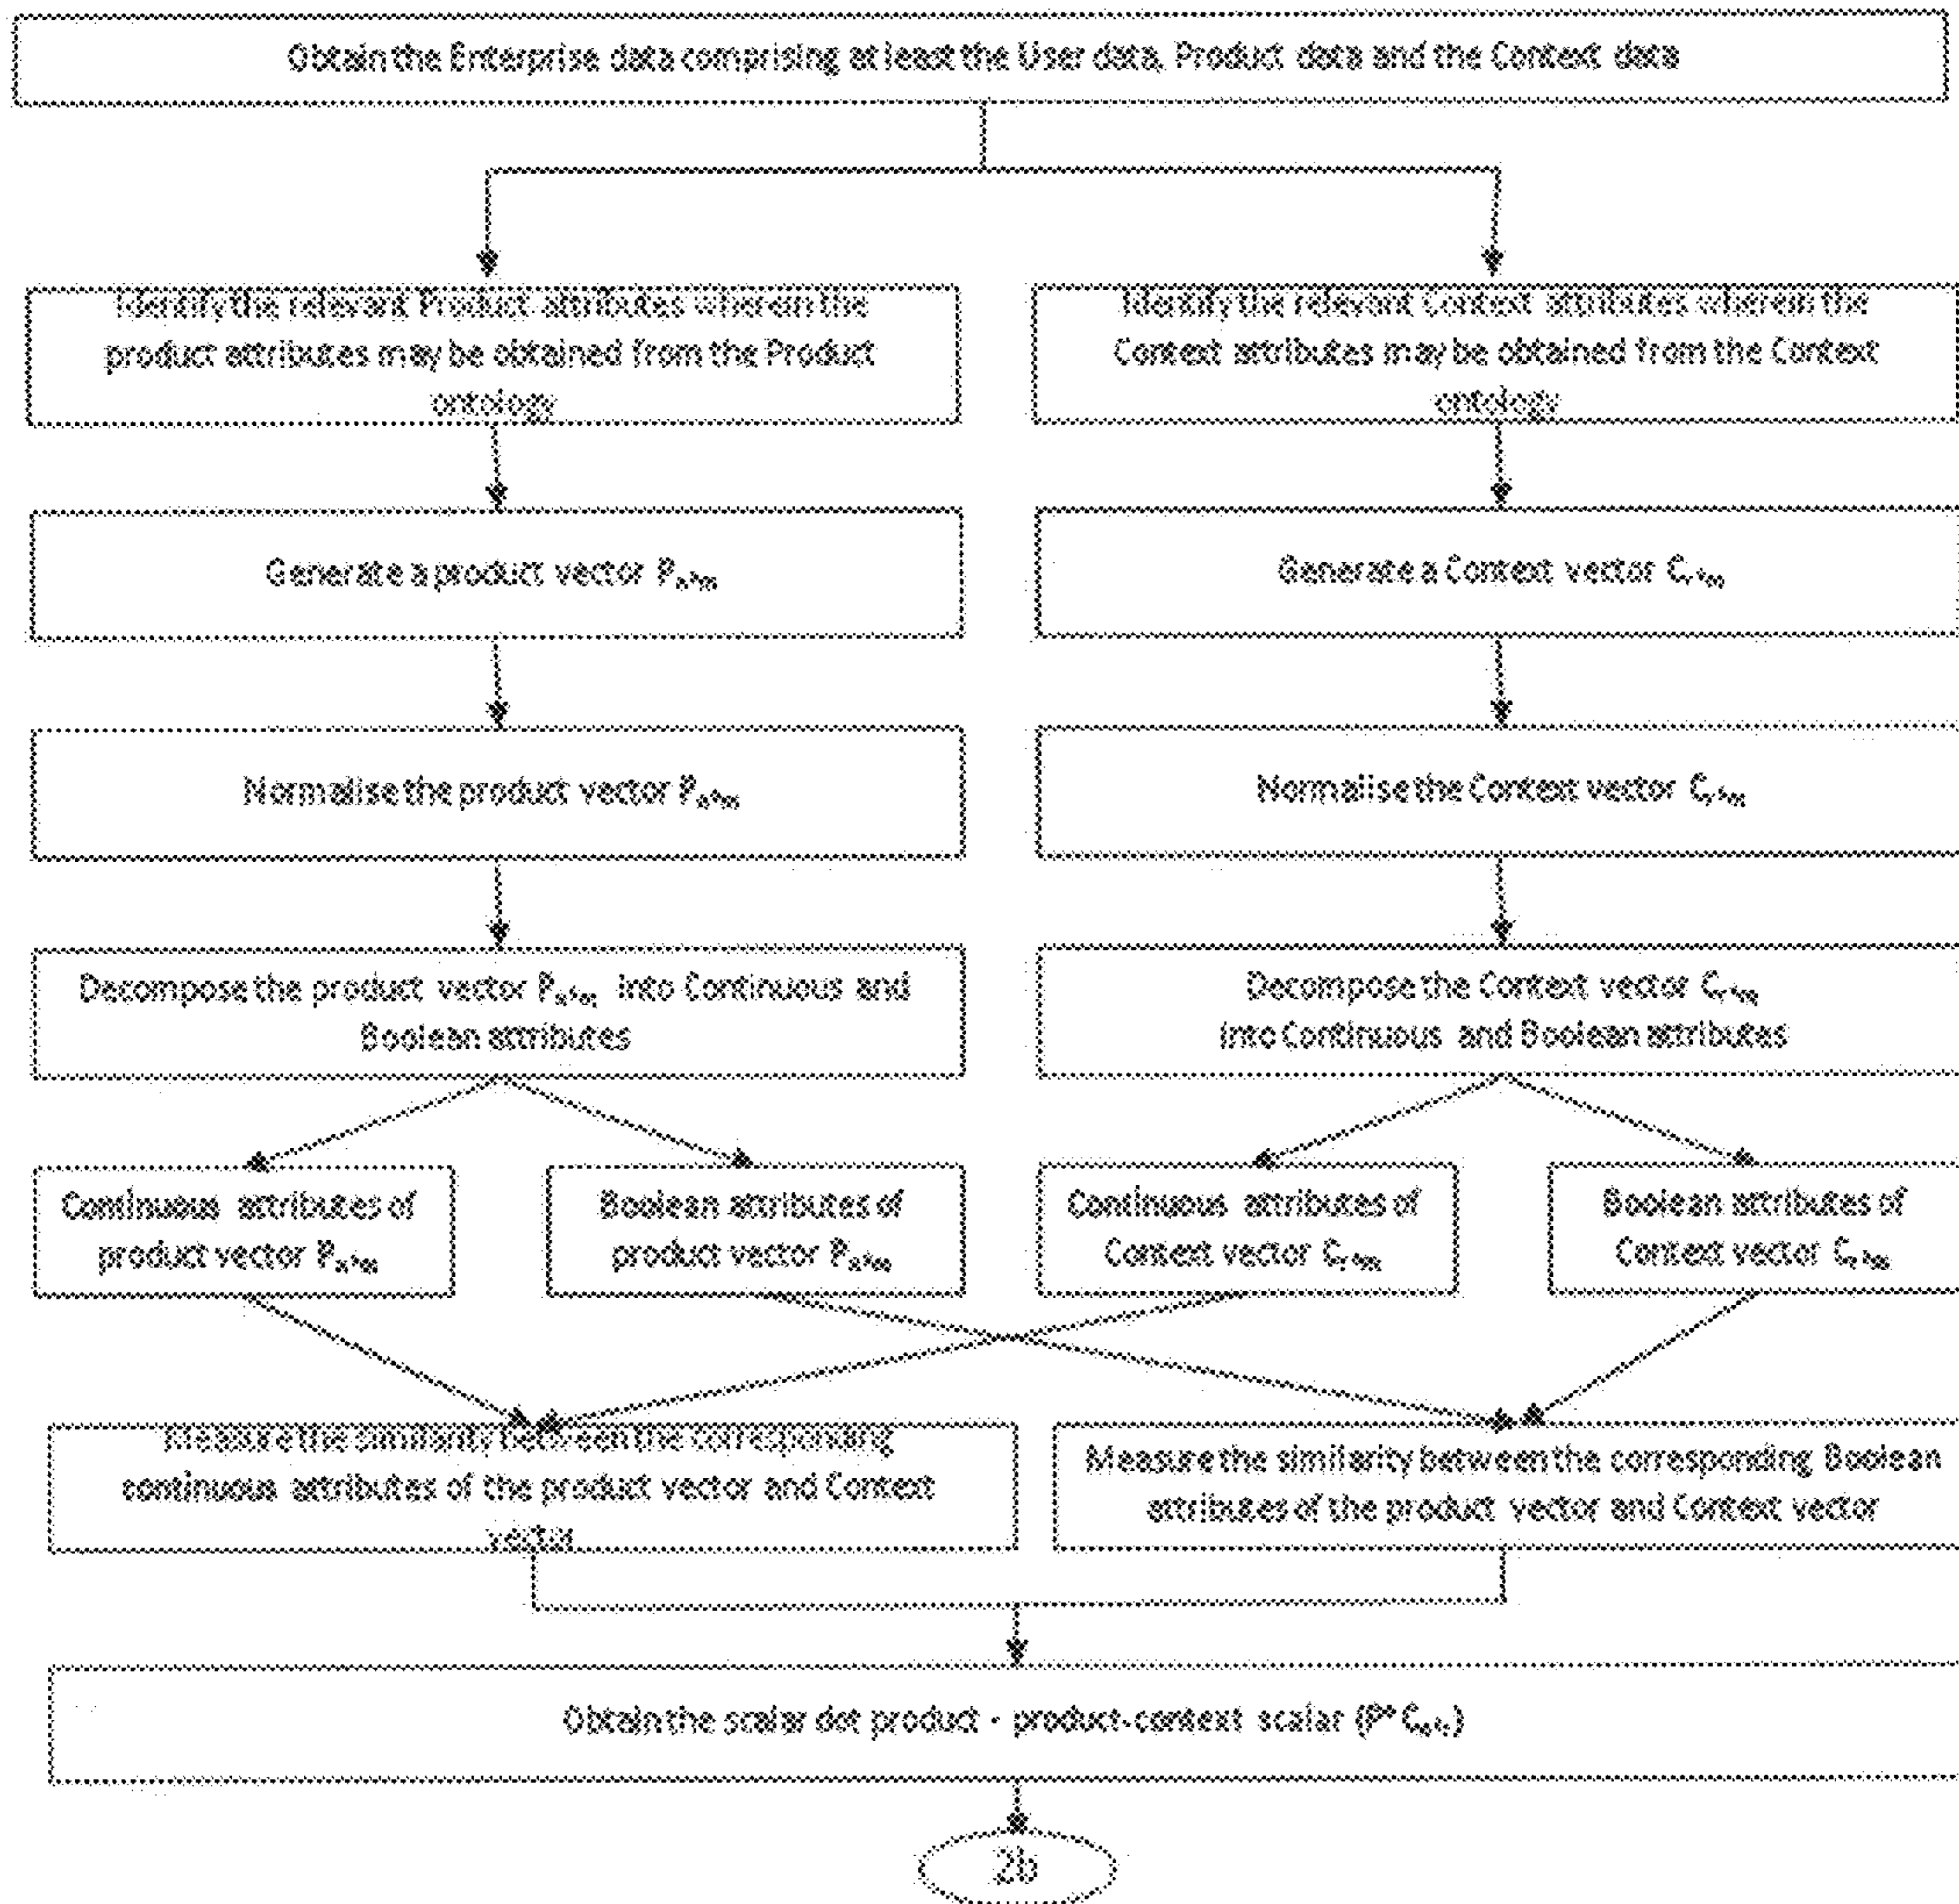 Obtain the Enterprise data comprising at least the User data, Product data and the Context data
Identify the relevant Product attributes wherein the
product attributes may be obtained from the Product
ontology
Identify the relevant Context attributes wherein the
Context attributes may be obtained from the Context
ontology
Generate a product vector P
Generate a Context vector C
Normalise the product vector P
Normalise the Context vector C
Decompose the product vector P into Continuous and
Boolean attributes
Decompose the Context vector C
into Continuous and Boolean attributes
Continuous attributes of
product vector P
Boolean attributes of
product vector P
Continuous attributes of
Context vector C
Boolean attributes of
Context vector C
Measure the similarity between the corresponding
continuous attributes of the product vector and Context
vector
Measure the similarity between the corresponding Boolean
attributes of the product vector and Context vector
Obtain the scalar dot product - product-context scalar
2b